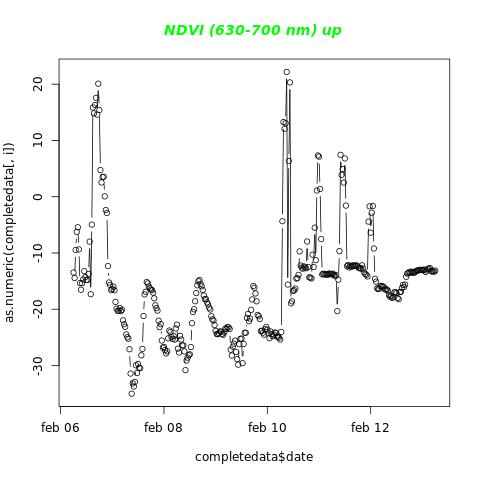 NDVI (630-700 nm) up
as.numeric(completedata[, i])
20
10
0
-10
-20
-30
feb 06
feb 08
feb 10
feb 12
completedata$date